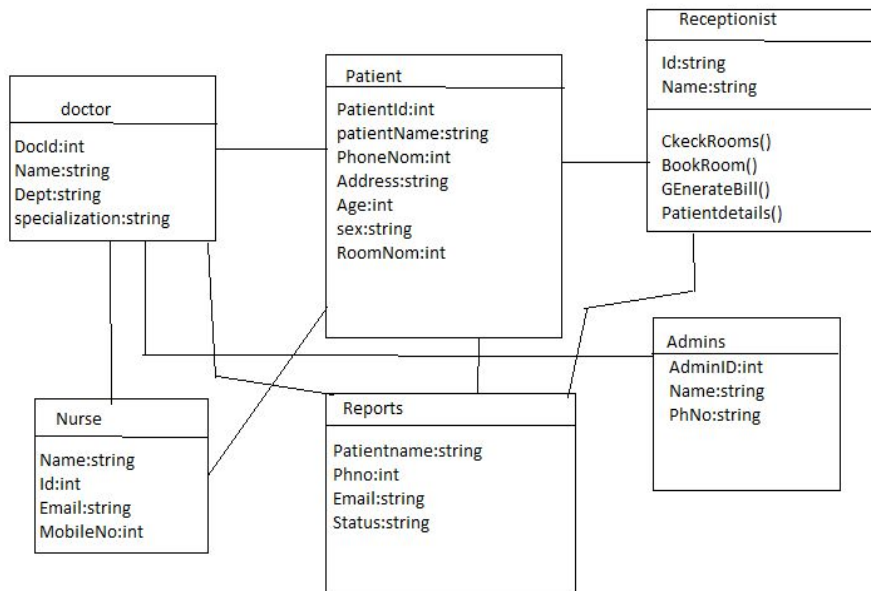 doctor
DocId:int
Name:string
Dept:string
specialization:string
Patient
PatientId:int
patientName:string
PhoneNom:int
Address:string
Age:int
sex:string
RoomNom:int
Receptionist
Id:string
Name:string
CkeckRooms()
BookRoom()
GEnerateBill()
Patientdetails()
Nurse
Name:string
Id:int
Email:string
MobileNo:int
Reports
Patientname:string
Phno:int
Email:string
Status:string
Admins
AdminID:int
Name:string
PhNo:string